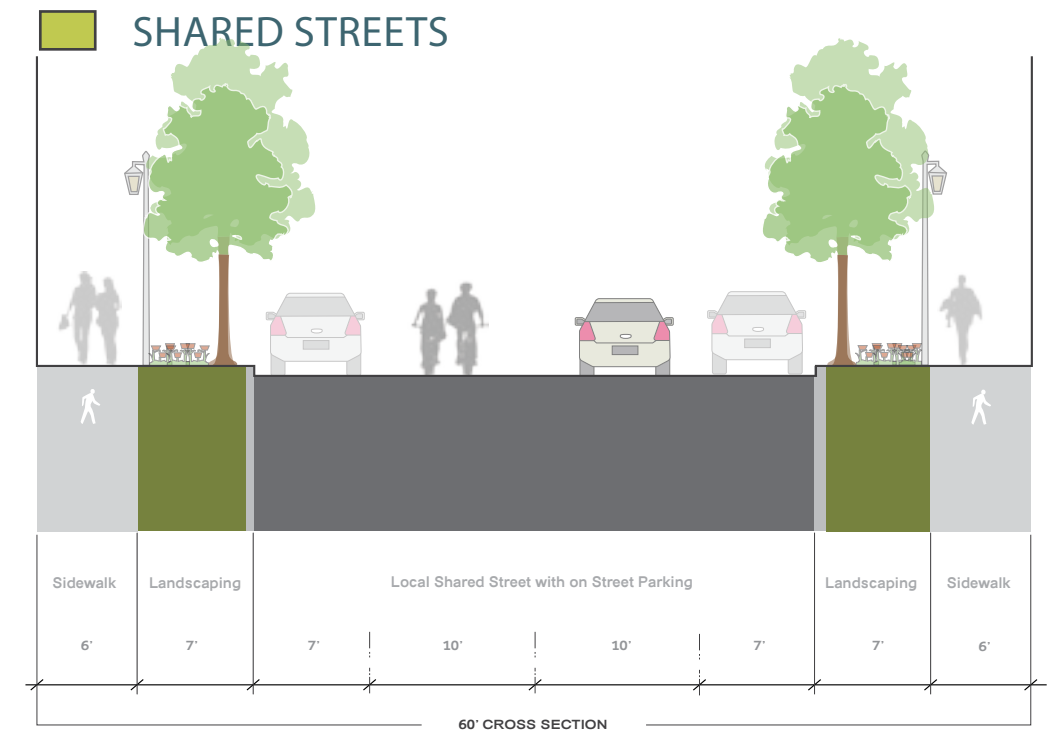 SHARED STREETS
Sidewalk Landscaping Local Shared Street with on Street Parking Landscaping Sidewalk
6' 7' 7' 10' 10' 7' 7' 6'
60' CROSS SECTION